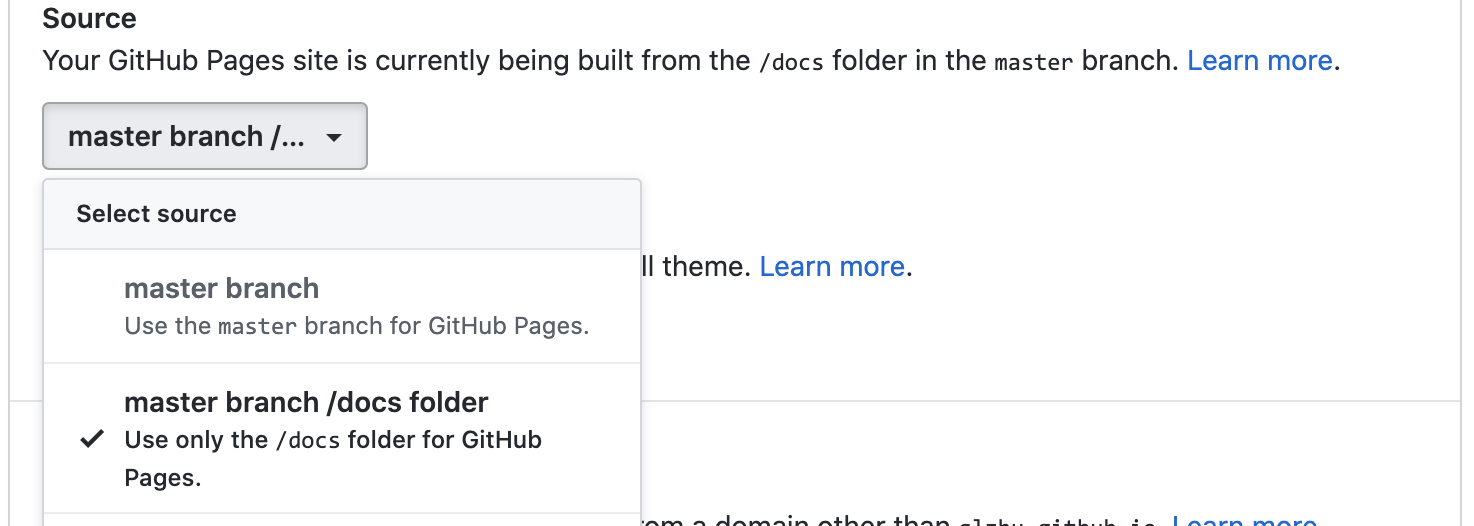 Source
Your GitHub Pages site is currently being built from the /docs folder in the master branch. Learn more.
master branch /...
Select source
ll theme. Learn more.
master branch
Use the master branch for GitHub Pages.
master branch /docs folder
Use only the /docs folder for GitHub
Pages.
om a domain other than Learn more